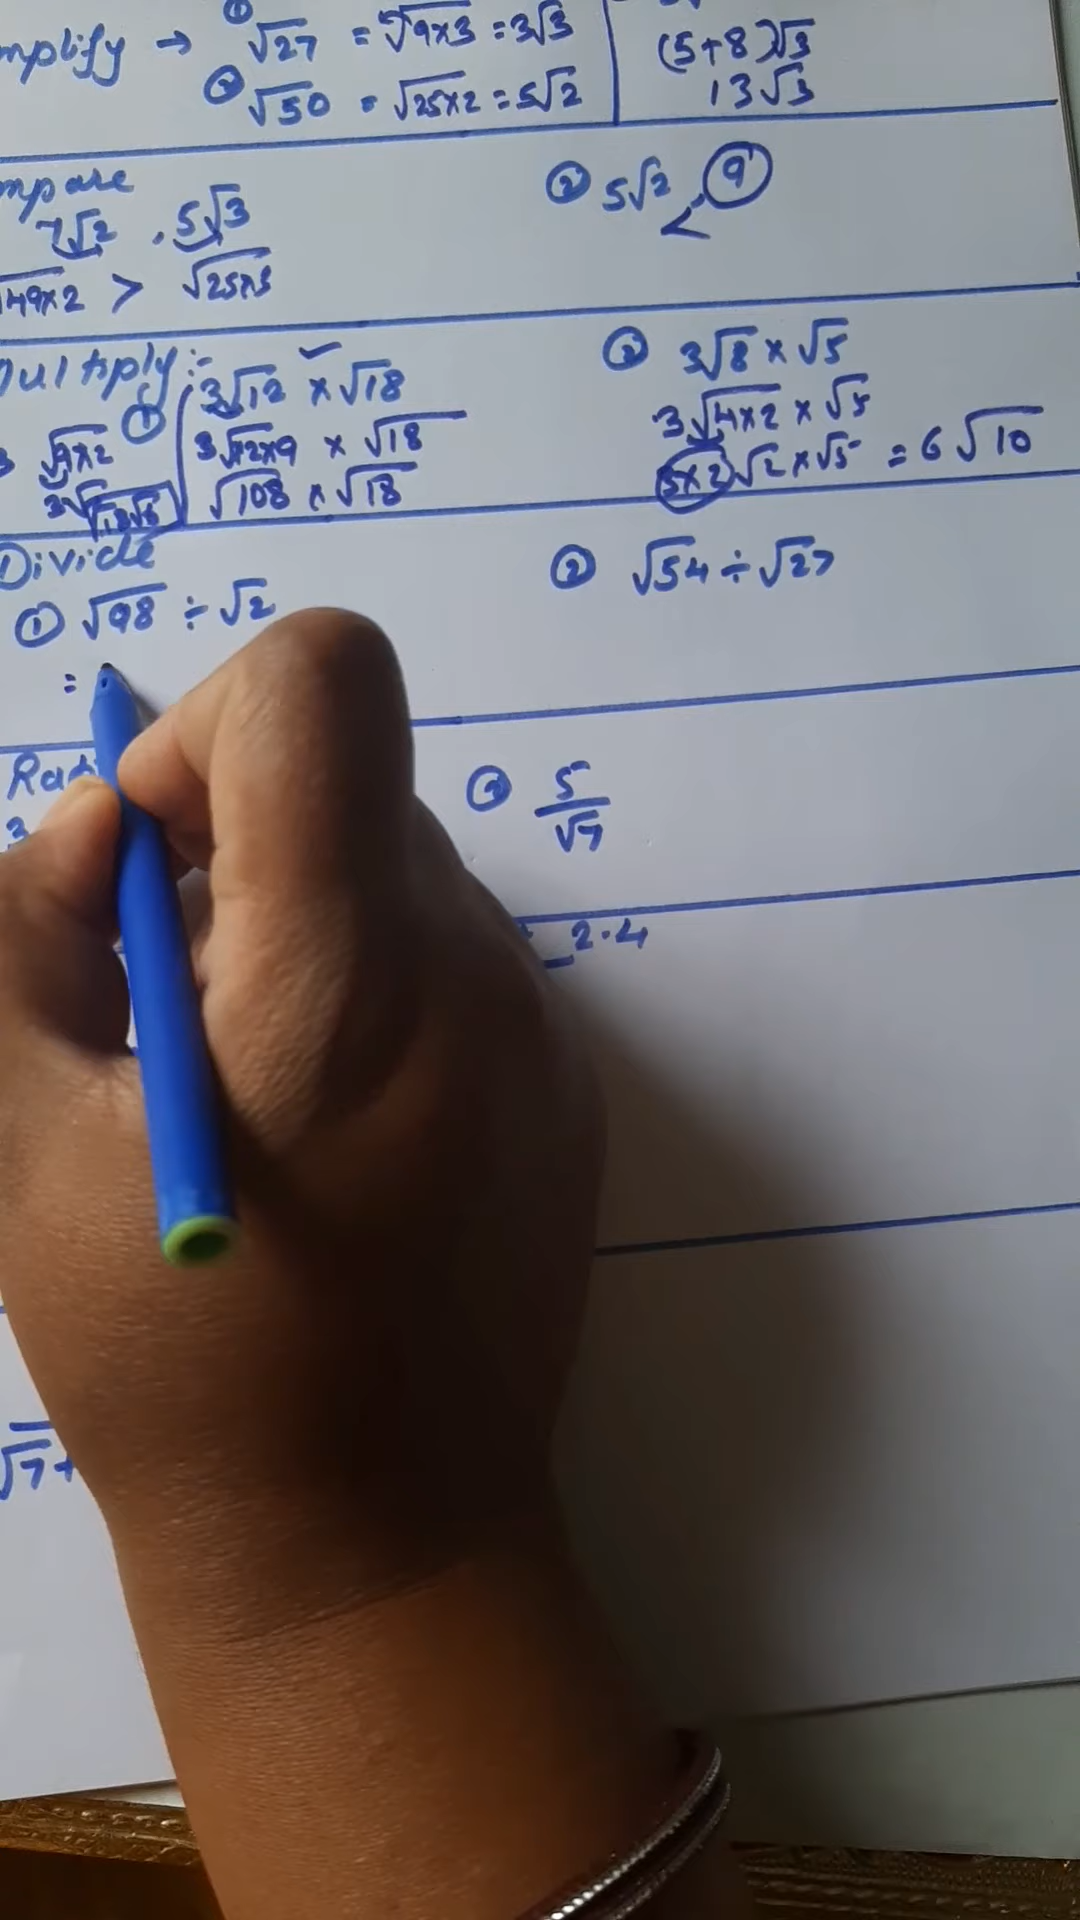 mplify → ① √27 = √9×3 = 3√3
② √50 = √25×2 = 5√2
(5+8)√3
13√3
mpare
7√2 , 5√3
√49×2 > √25×3
② 5√2 < 9
Multiply:-
① 3√12 × √18
3√12×9 × √18
√108 × √18
√9×2
② 3√8 × √5
3√4×2 × √5
3×2√2×√5 = 6√10
Divide
① √98 ÷ √2
=
② √54 ÷ √27
Rat
3
② 5/√7
2.4
√7+